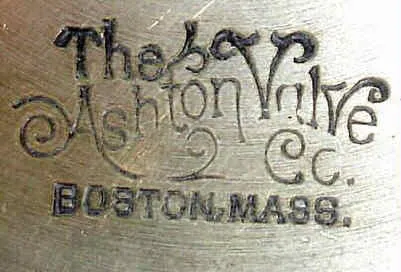 The
Ashton Valve
Co.
BOSTON, MASS.